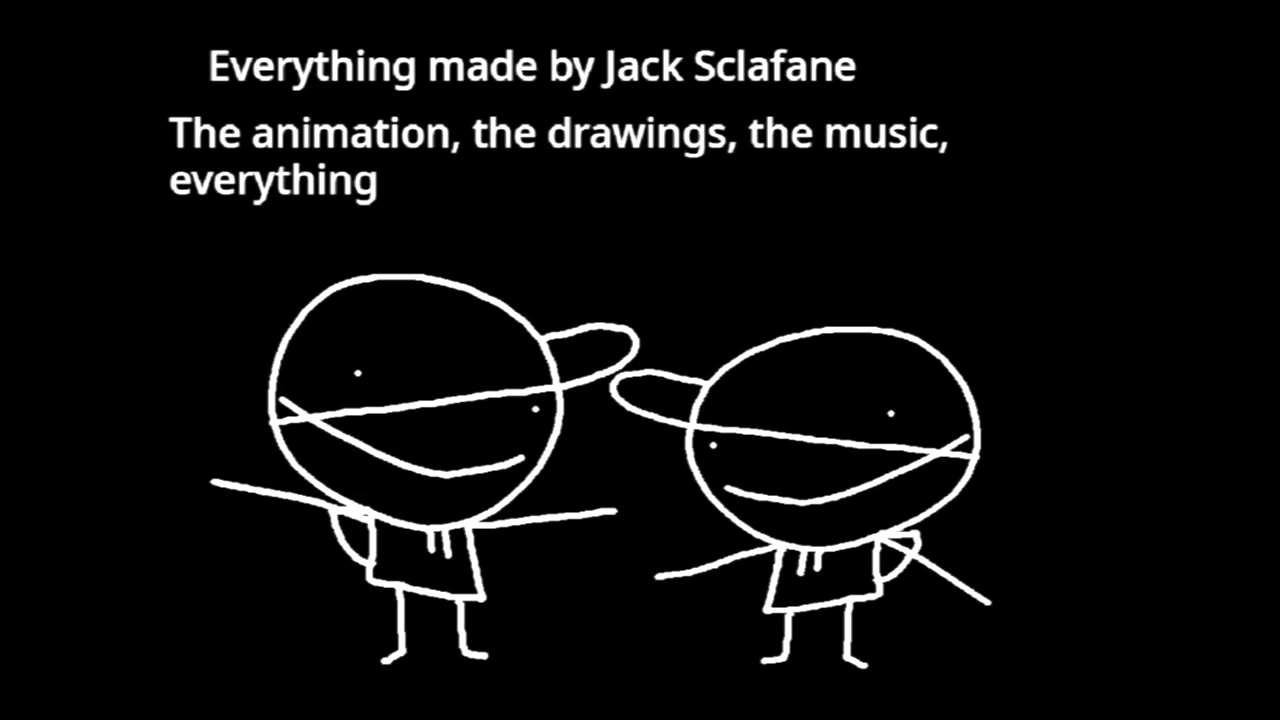 Everything made by Jack Sclafane
The animation, the drawings, the music,
everything